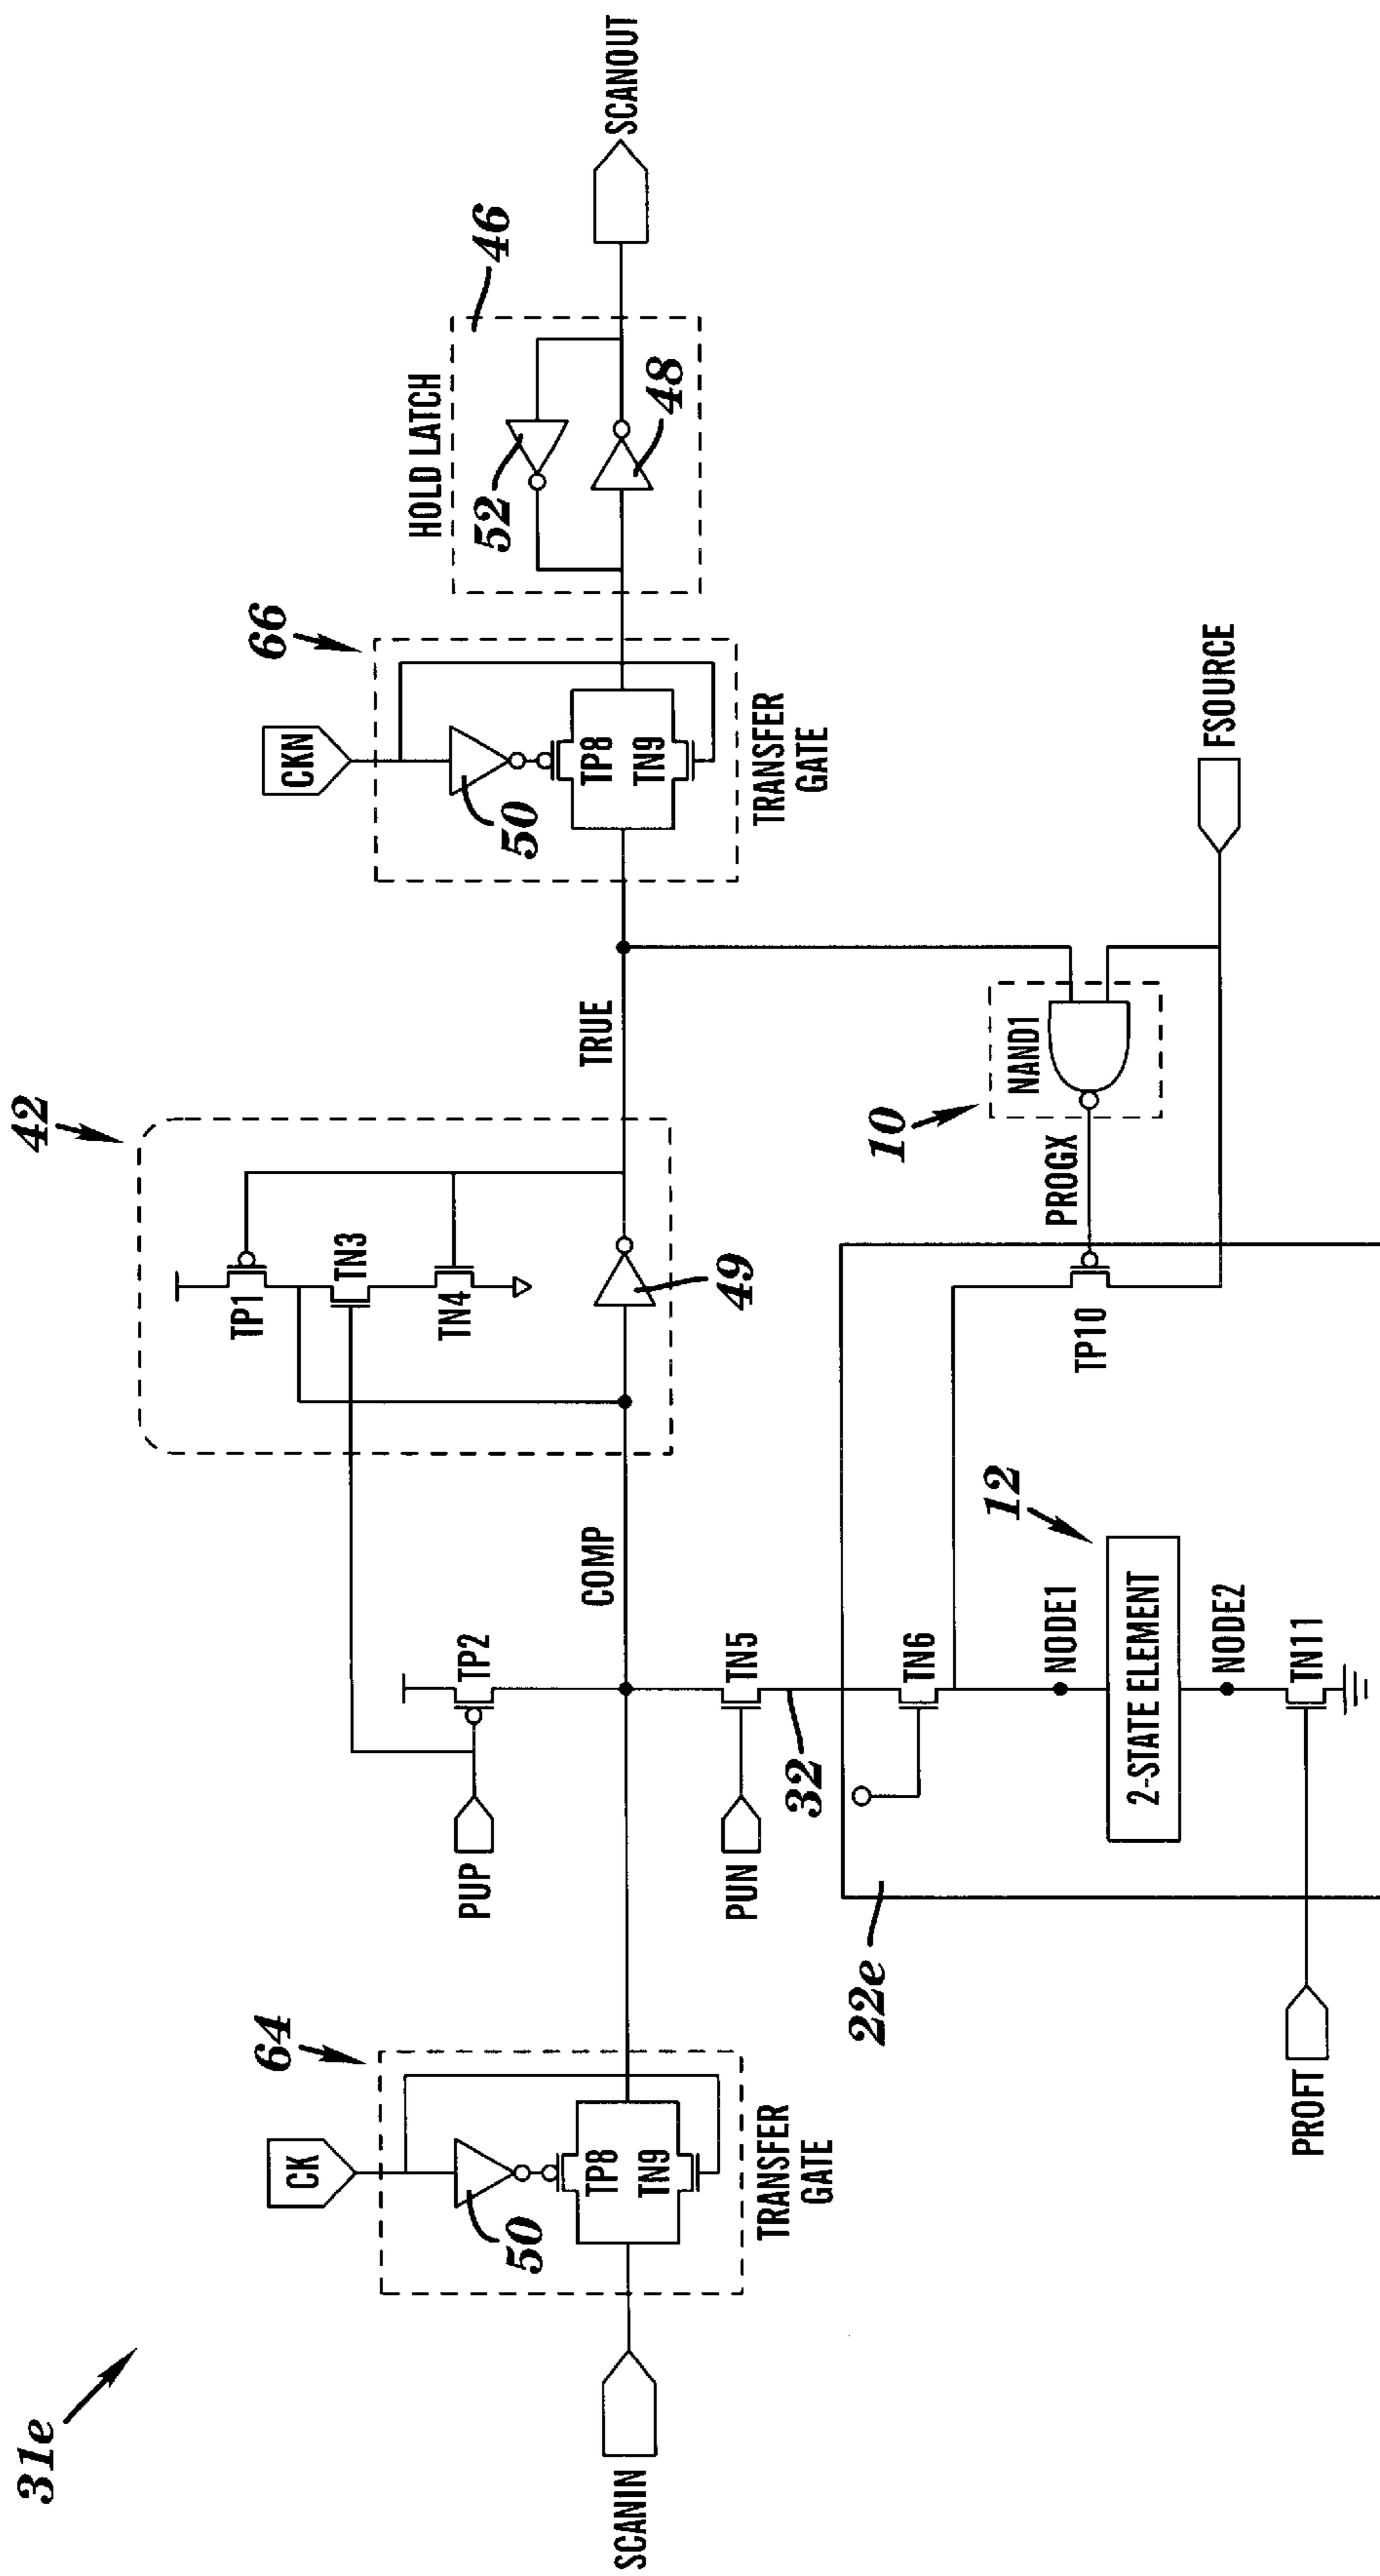 31e
SCANIN
64
CK
50
TP8
TN9
TRANSFER
GATE
PUP
TP2
PUN
TN5
32
COMP
42
TP1
TN3
TN4
49
TRUE
66
CKN
50
TP8
TN9
TRANSFER
GATE
HOLD LATCH
46
52
48
SCANOUT
22e
TN6
NODE1
12
2-STATE ELEMENT
NODE2
TN11
PROFT
TP10
PROGX
10
NAND1
FSOURCE